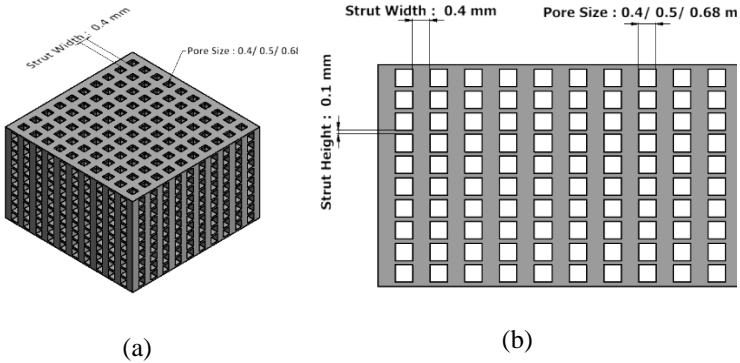 Strut Width : 0.4 mm
Pore Size : 0.4/ 0.5/ 0.68
(a)
Strut Width : 0.4 mm
Pore Size : 0.4/ 0.5/ 0.68 m
Strut Height : 0.1 mm
(b)